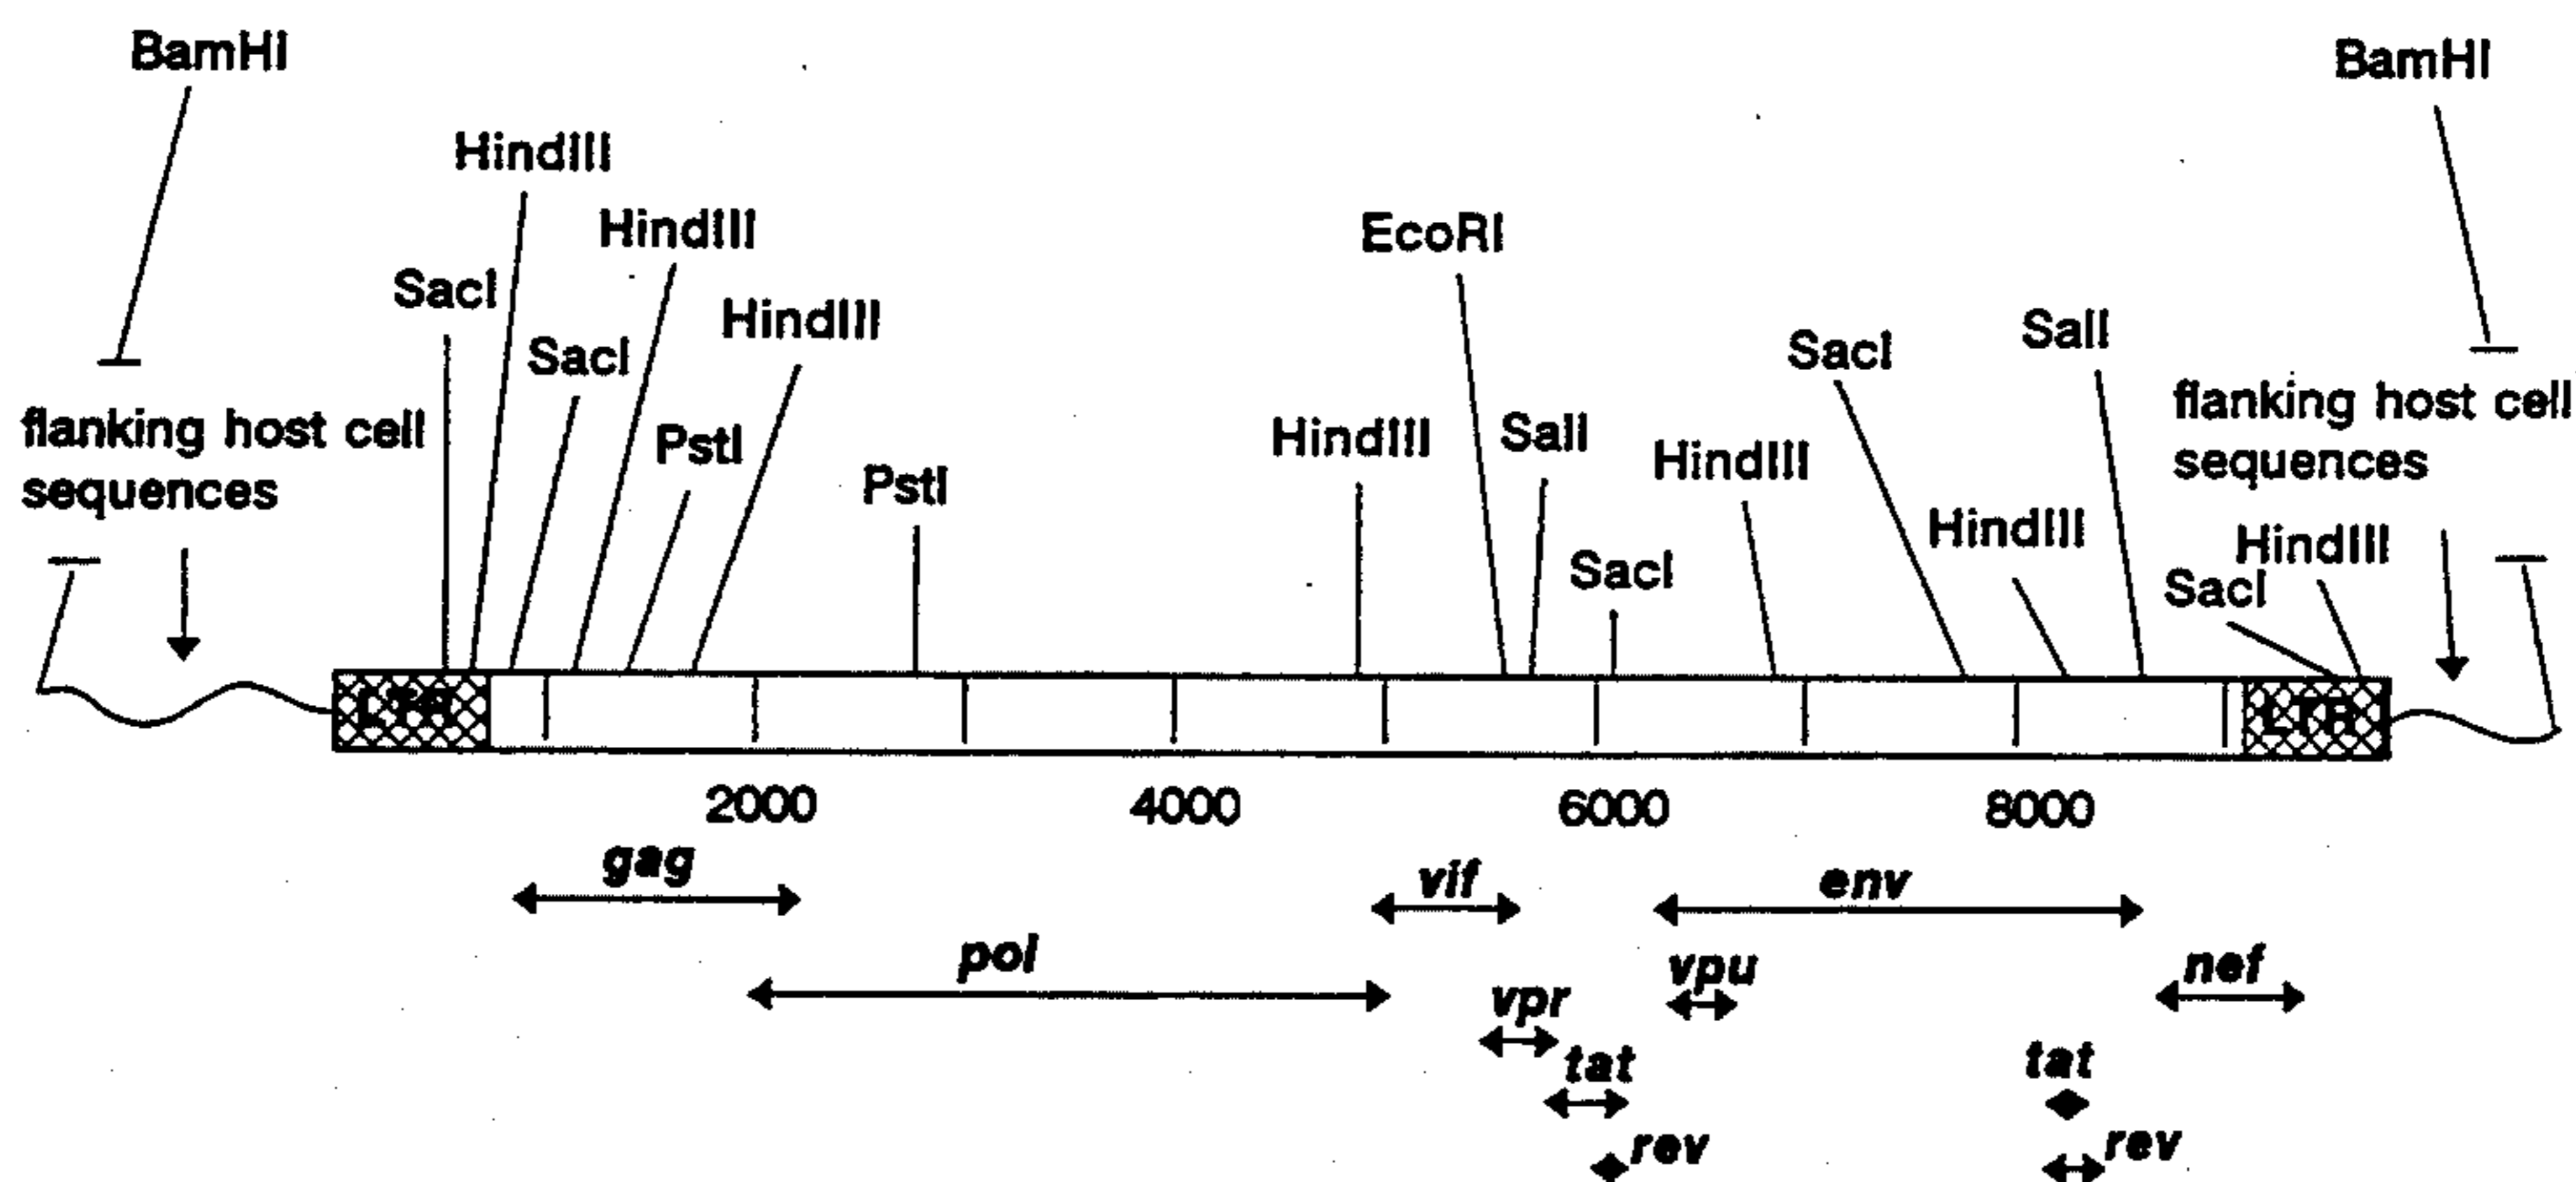 BamHI
BamHI
HindIII
HindIII
EcoRI
SacI
HindIII
SacI
SalI
SacI
flanking host cell
sequences
PstI
PstI
HindIII
SalI
HindIII
SacI
HindIII
flanking host cell
sequences
HindIII
SacI
LTR
LTR
2000
4000
6000
8000
gag
vif
env
pol
vpu
nef
vpr
tat
tat
rev
rev